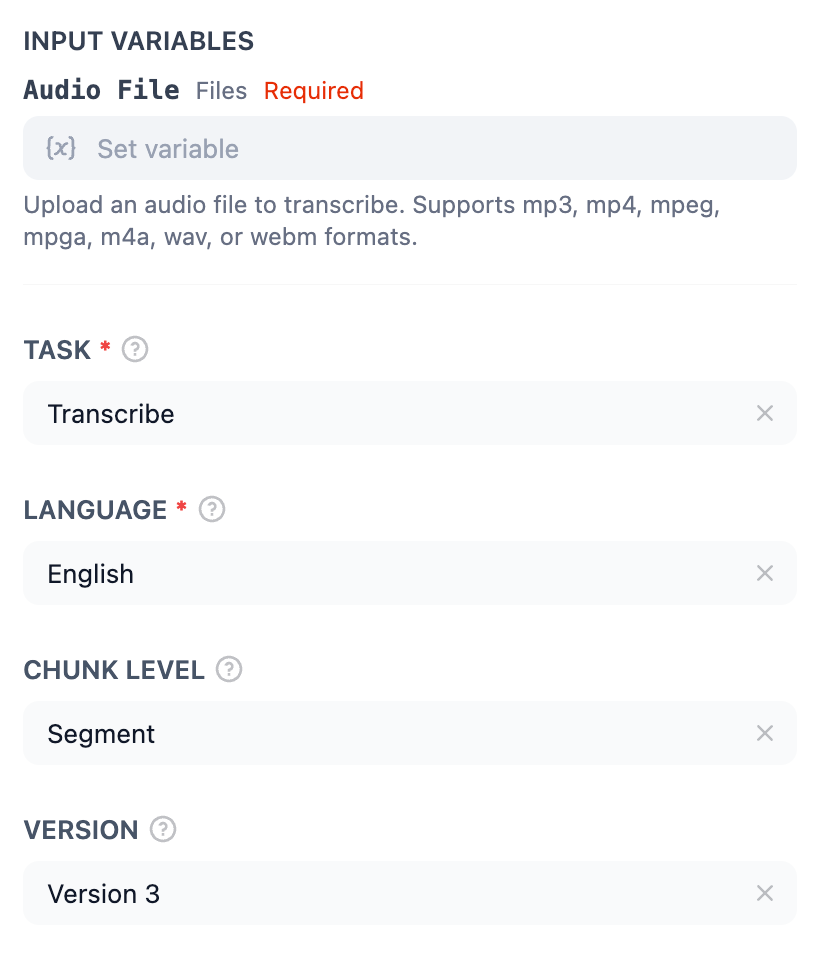 INPUT VARIABLES
Audio File Files Required
{x} Set variable
Upload an audio file to transcribe. Supports mp3, mp4, mpeg,
mpga, m4a, wav, or webm formats.
TASK * ?
Transcribe
LANGUAGE * ?
English
CHUNK LEVEL ?
Segment
VERSION ?
Version 3